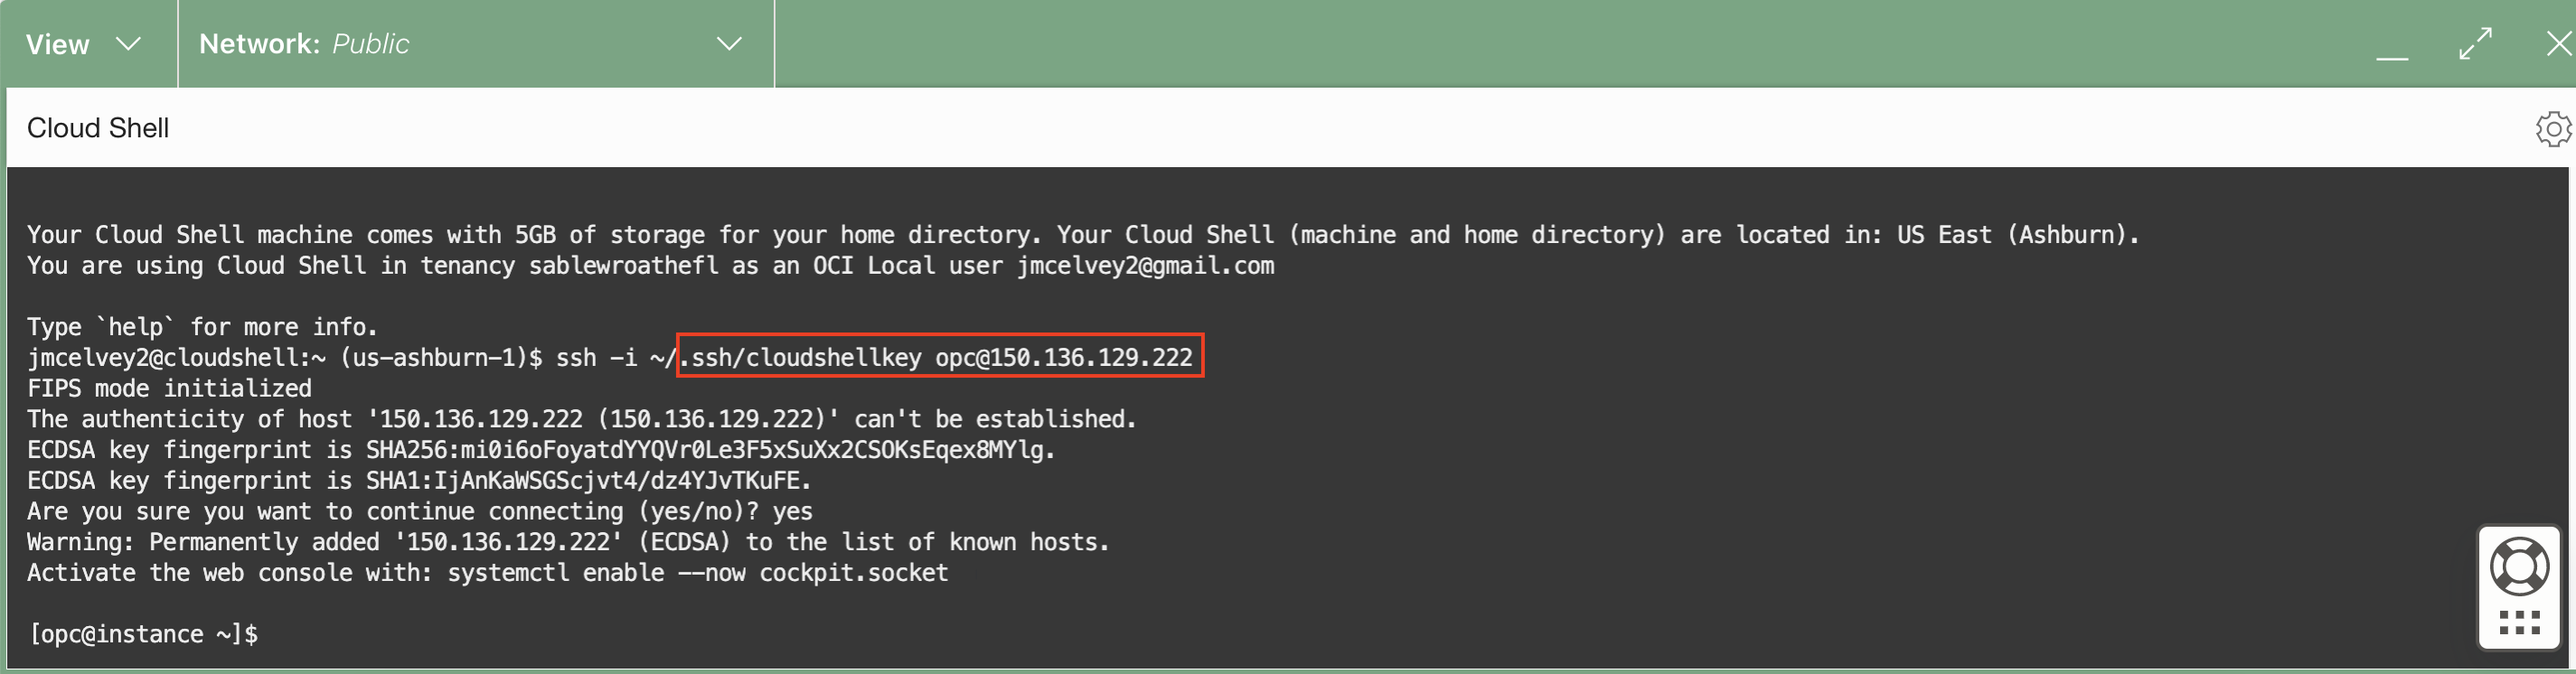 View
Network: Public
Cloud Shell
Your Cloud Shell machine comes with 5GB of storage for your home directory. Your Cloud Shell (machine and home directory) are located in: US East (Ashburn).
You are using Cloud Shell in tenancy sablewroathefl as an OCI Local user jmcelvey2@gmail.com
Type `help` for more info.
jmcelvey2@cloudshell:~ (us-ashburn-1)$ ssh -i ~/.ssh/cloudshellkey opc@150.136.129.222
FIPS mode initialized
The authenticity of host '150.136.129.222 (150.136.129.222)' can't be established.
ECDSA key fingerprint is SHA256:mi0i6oFoyatdYYQVr0Le3F5xSuXx2CSOKsEqex8MYlg.
ECDSA key fingerprint is SHA1:IjAnKaWSGScjvt4/dz4YJvTKuFE.
Are you sure you want to continue connecting (yes/no)? yes
Warning: Permanently added '150.136.129.222' (ECDSA) to the list of known hosts.
Activate the web console with: systemctl enable --now cockpit.socket
[opc@instance ~]$